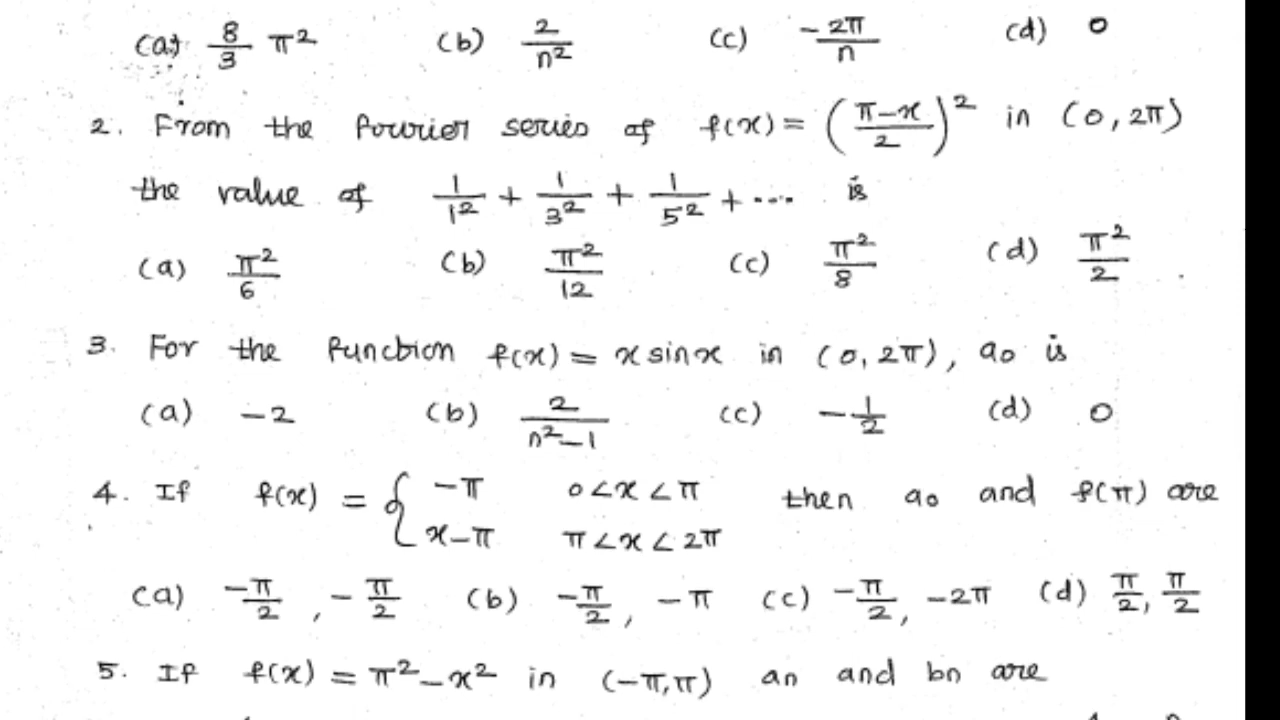 (a) 8/3 π² (b) 2/n² (c) -2π/n (d) 0
2. From the Fourier series of f(x) = ((π-x)/2)² in (0, 2π)
the value of 1/1² + 1/3² + 1/5² + ... is
(a) π²/6 (b) π²/12 (c) π²/8 (d) π²/2
3. For the function f(x) = x sinx in (0, 2π), a₀ is
(a) -2 (b) 2/(n²-1) (c) -1/2 (d) 0
4. If f(x) = { -π 0<x<π then a₀ and f(π) are
x-π π<x<2π
(a) -π/2, -π/2 (b) -π/2, -π (c) -π/2, -2π (d) π/2, π/2
5. If f(x) = π²-x² in (-π,π) an and bn are